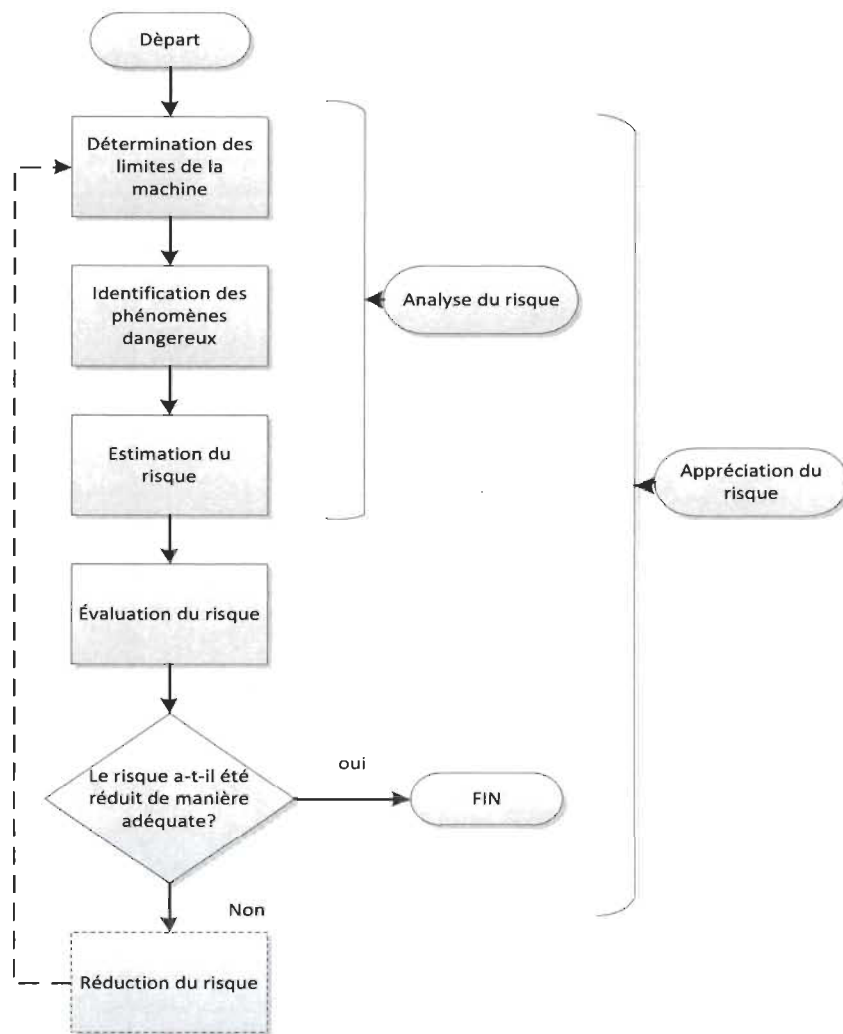 Dèpart
Détermination des
limites de la
machine
Identification des
phénomènes
dangereux
Analyse du risque
Estimation du
risque
Appréciation du
risque
Évaluation du risque
Le risque a-t-il été
réduit de manière
adéquate?
oui
FIN
Non
Réduction du risque